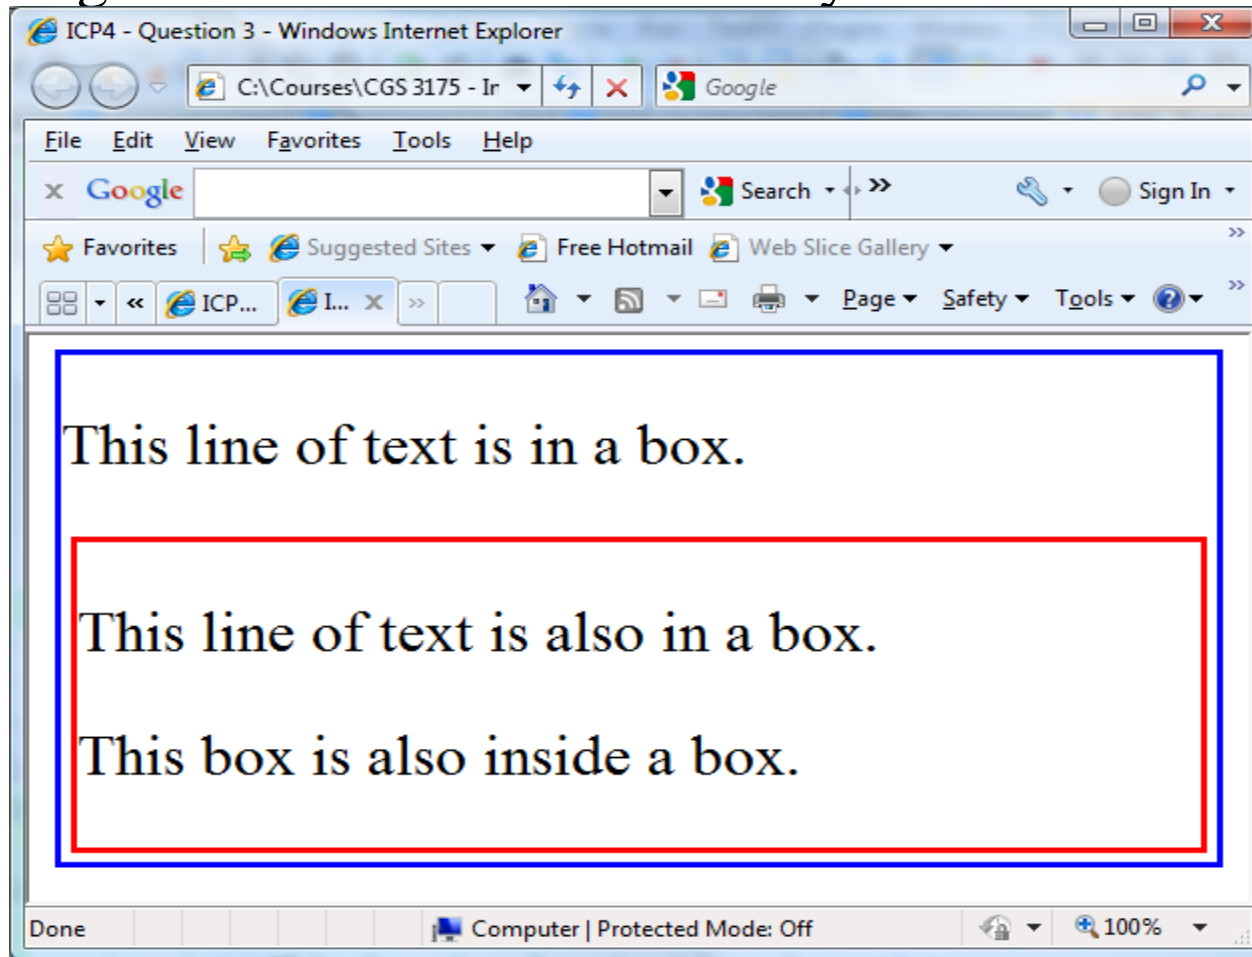 ICP4 - Question 3 - Windows Internet Explorer
C:\Courses\CGS 3175 - Ir
Google
File Edit View Favorites Tools Help
x Google Search Sign In
Favorites Suggested Sites Free Hotmail Web Slice Gallery
ICP... I... x Page Safety Tools
This line of text is in a box.
This line of text is also in a box.
This box is also inside a box.
Done Computer | Protected Mode: Off 100%